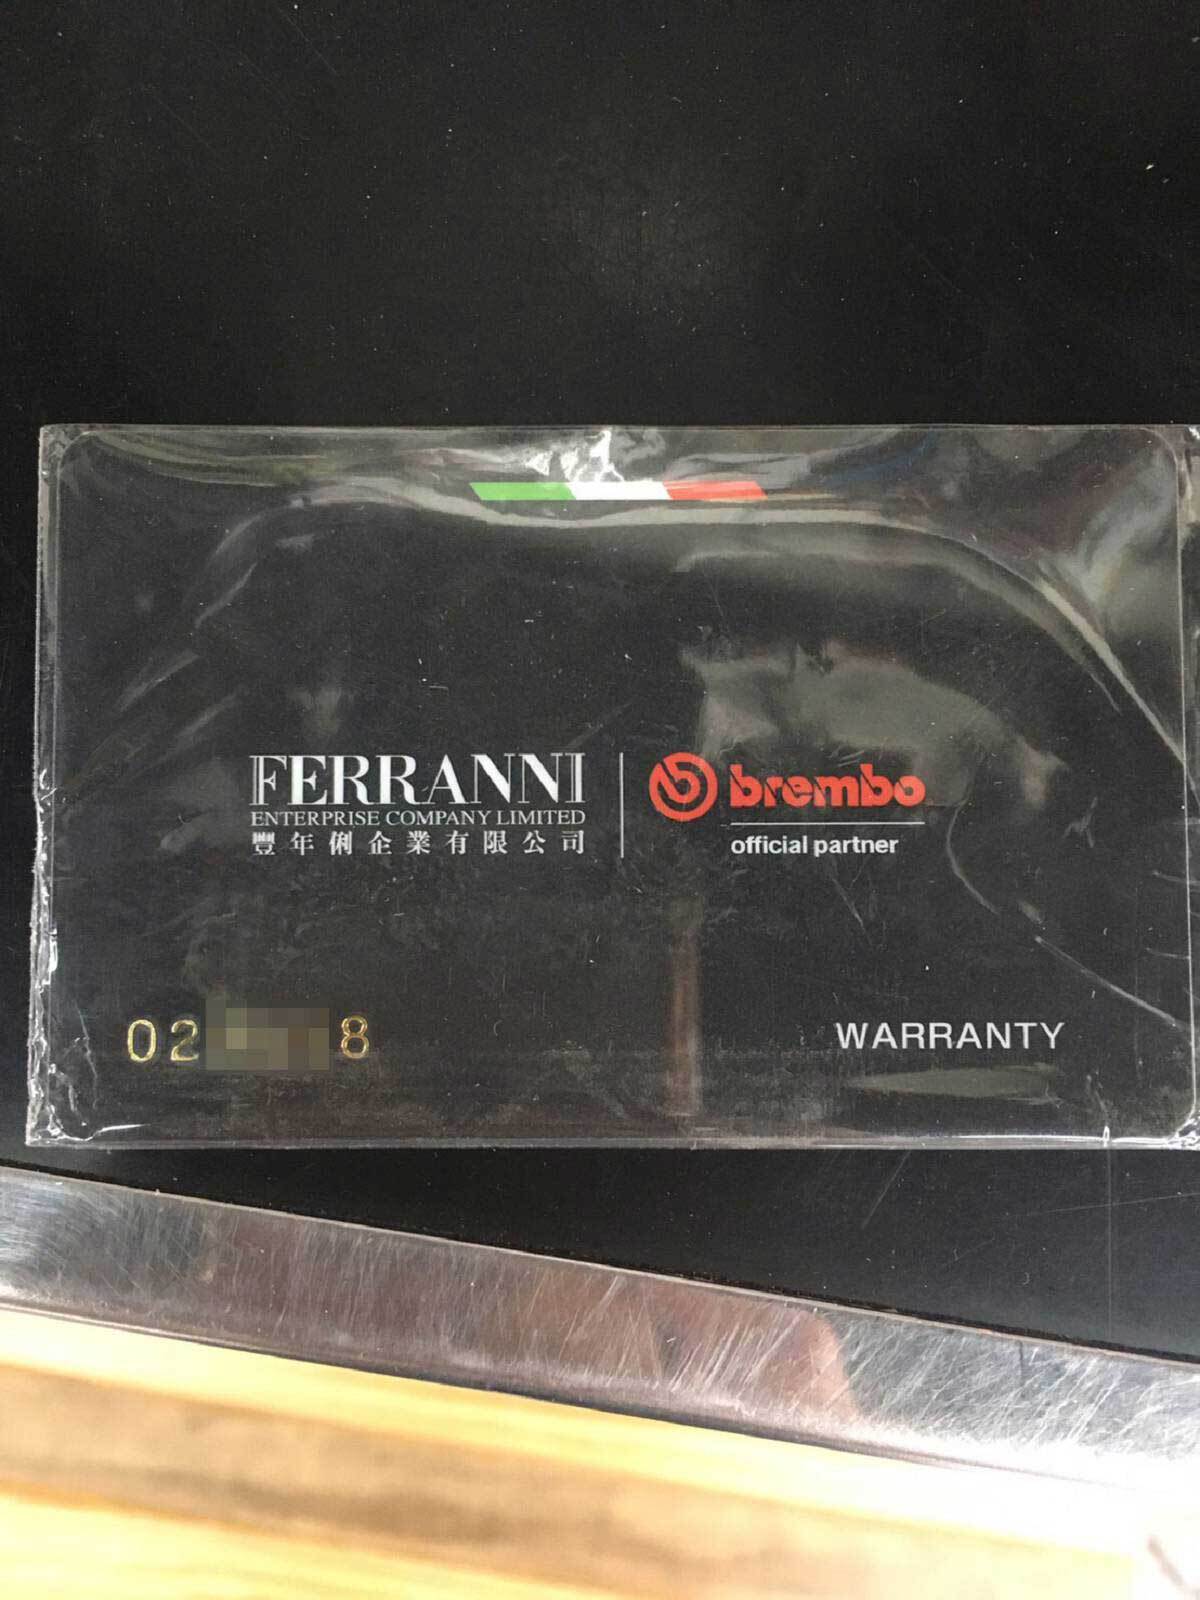 FERRANNI
ENTERPRISE COMPANY LIMITED
豐年俐企業有限公司
brembo
official partner
02 8
WARRANTY